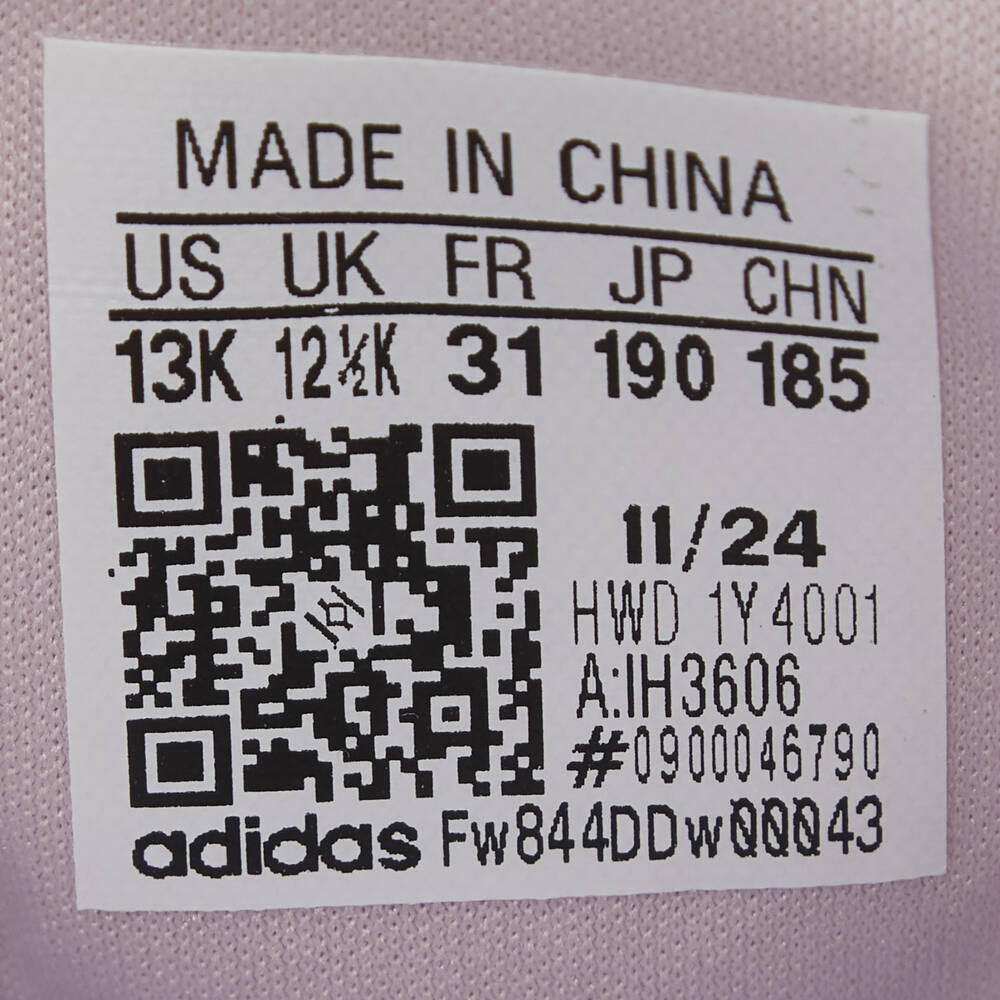 MADE IN CHINA
US UK FR JP CHN
13K 12½K 31 190 185
11/24
HWD 1Y4001
A:IH3606
#0900046790
adidas Fw844DDw00043